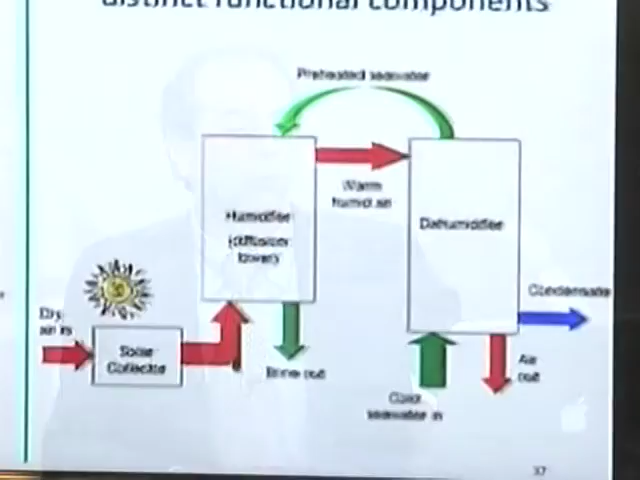 distinct functional components
Preheated seawater
Warm
humid air
Humidifier
(diffusion
tower)
Dehumidifier
Condensate
Dry
air in
Solar
Collector
Brine out
Air
out
Cold
seawater in
37